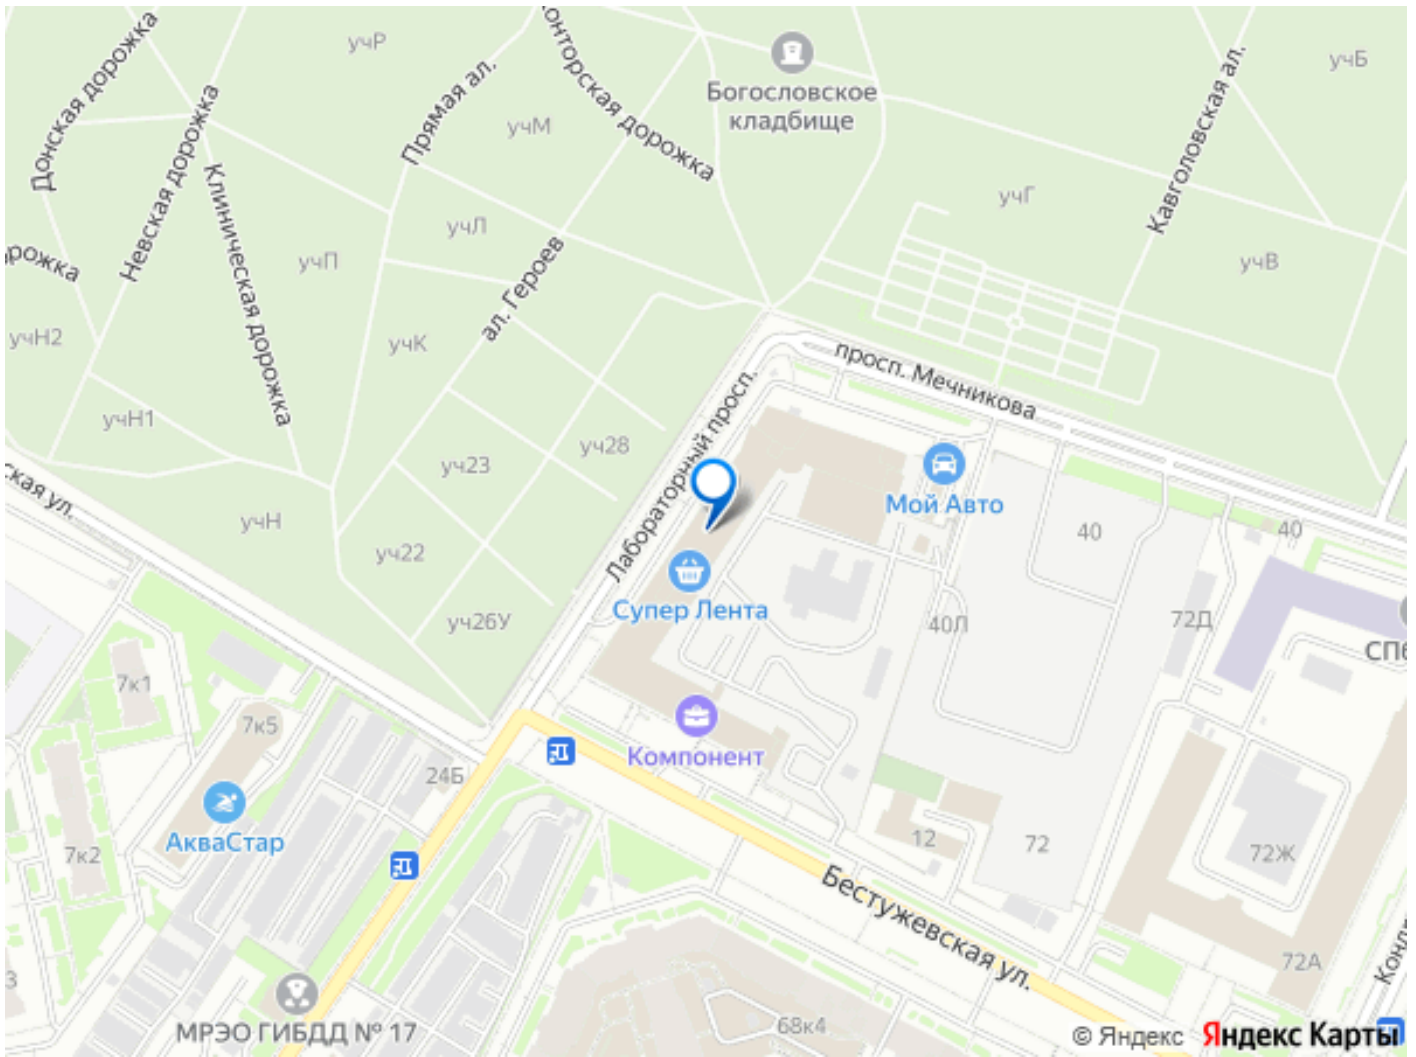 учР
учБ
Донская дорожка
Прямая ал.
Конторская дорожка
Богословское
кладбище
Кавголовская ал.
Невская дорожка
учМ
Клиническая дорожка
учГ
учЛ
дорожка
учП
ал. Героев
учВ
учН2
учК
просп. Мечникова
учН1
Лабораторный просп.
уч28
уч23
ская ул.
Мой Авто
учН
40
40
уч22
Супер Лента
уч26У
40Л
72Д
СПб
7к1
7к5
Компонент
24Б
АкваСтар
7к2
12
72
72Ж
Бестужевская ул.
72А
Конд
3
МРЭО ГИБДД № 17
68к4
© Яндекс Яндекс Карты